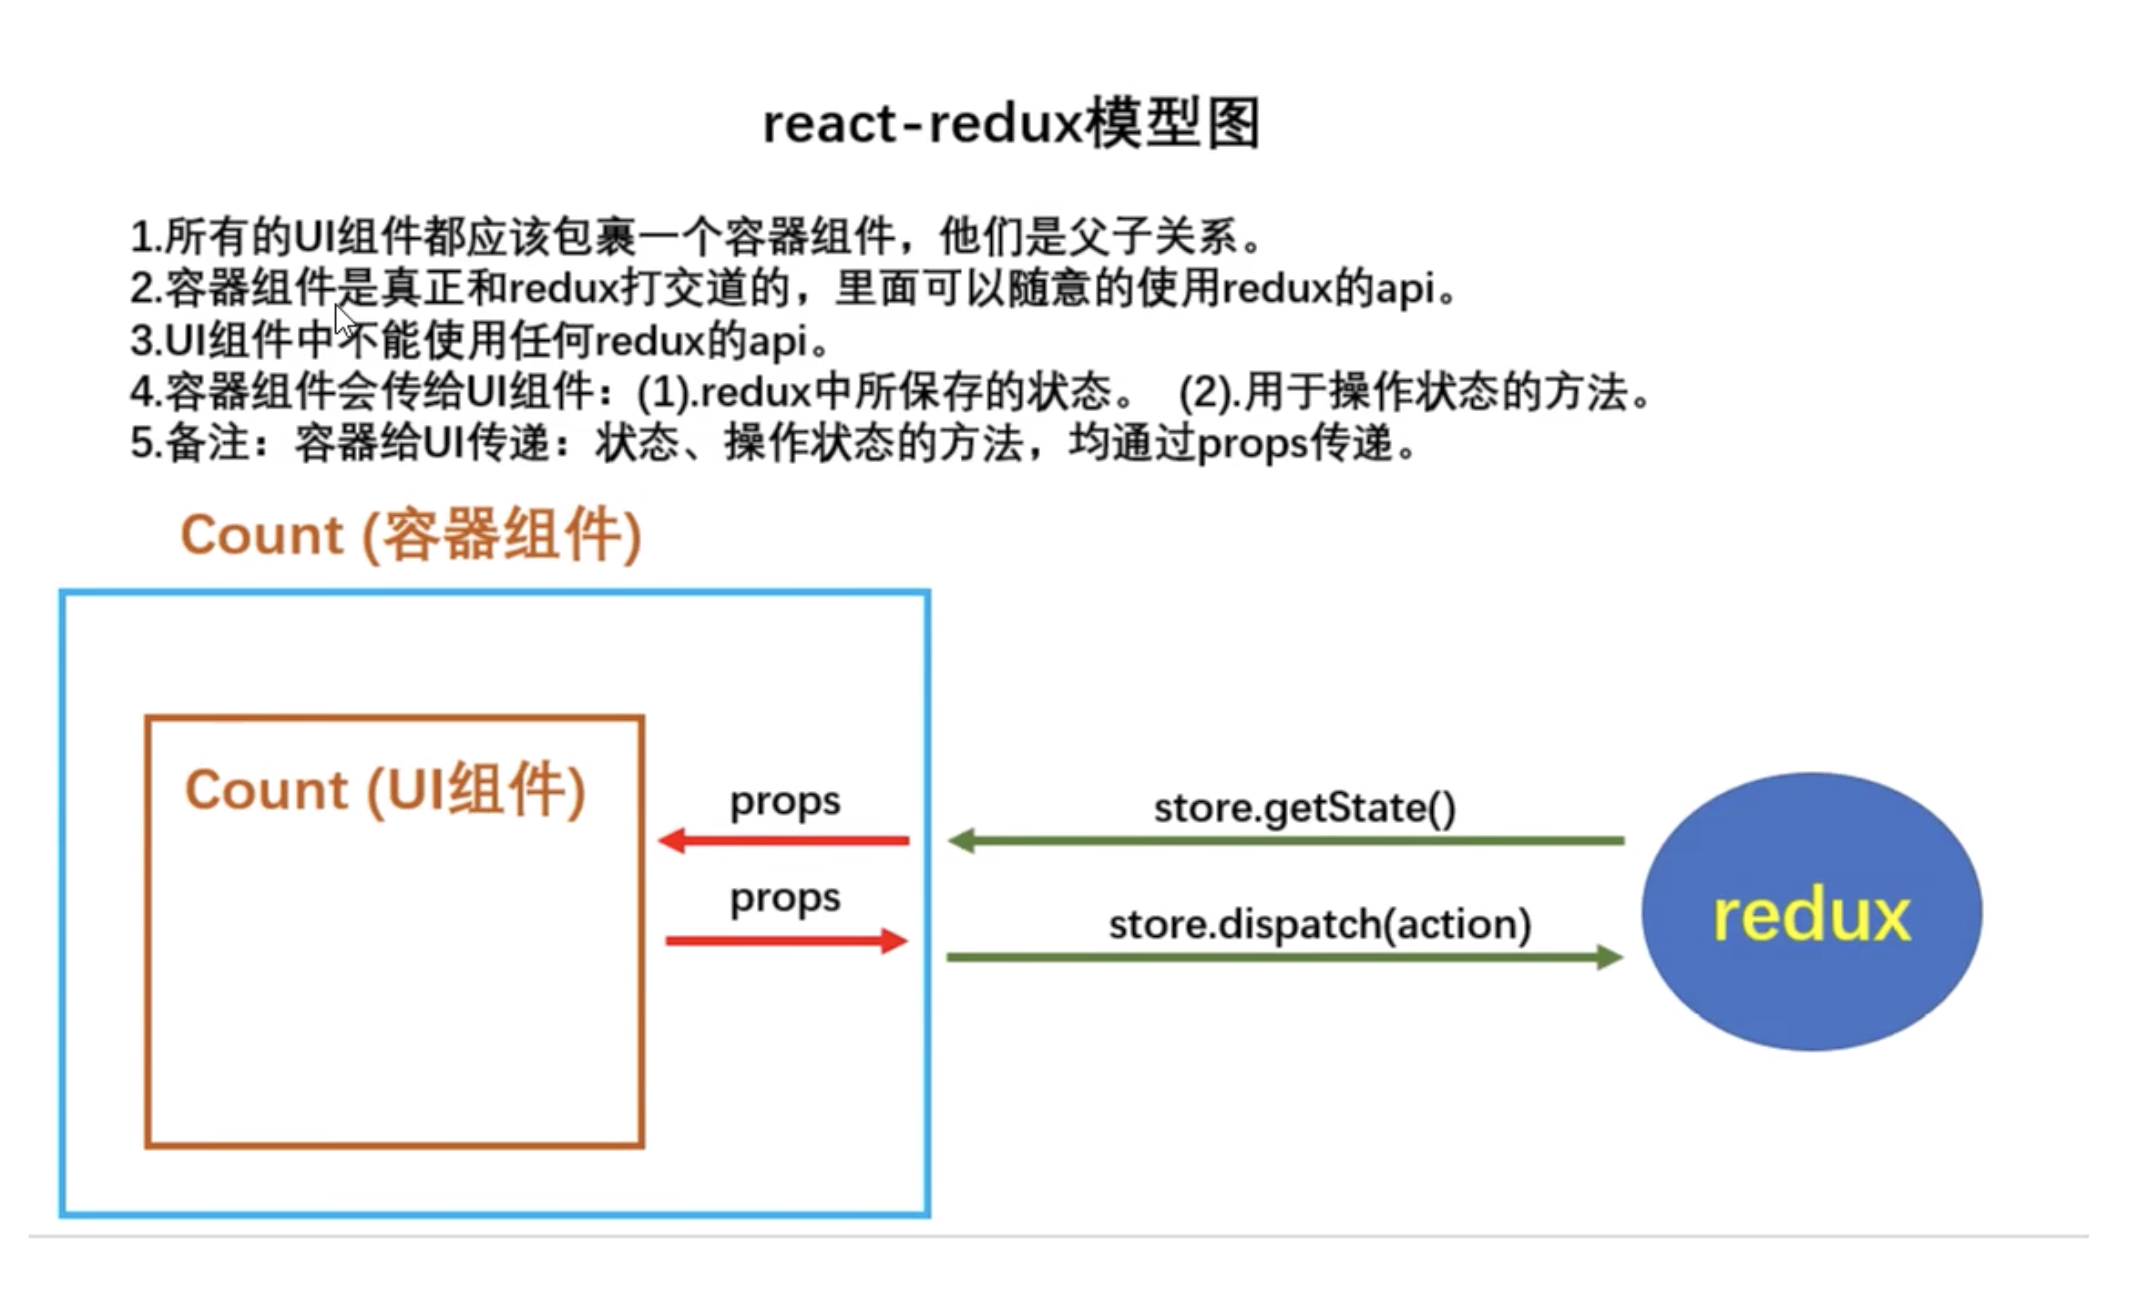 react-redux模型图
1.所有的UI组件都应该包裹一个容器组件，他们是父子关系。
2.容器组件是真正和redux打交道的，里面可以随意的使用redux的api。
3.UI组件中不能使用任何redux的api。
4.容器组件会传给UI组件：(1).redux中所保存的状态。 (2).用于操作状态的方法。
5.备注：容器给UI传递：状态、操作状态的方法，均通过props传递。
Count (容器组件)
Count (UI组件)
props
store.getState()
props
store.dispatch(action)
redux